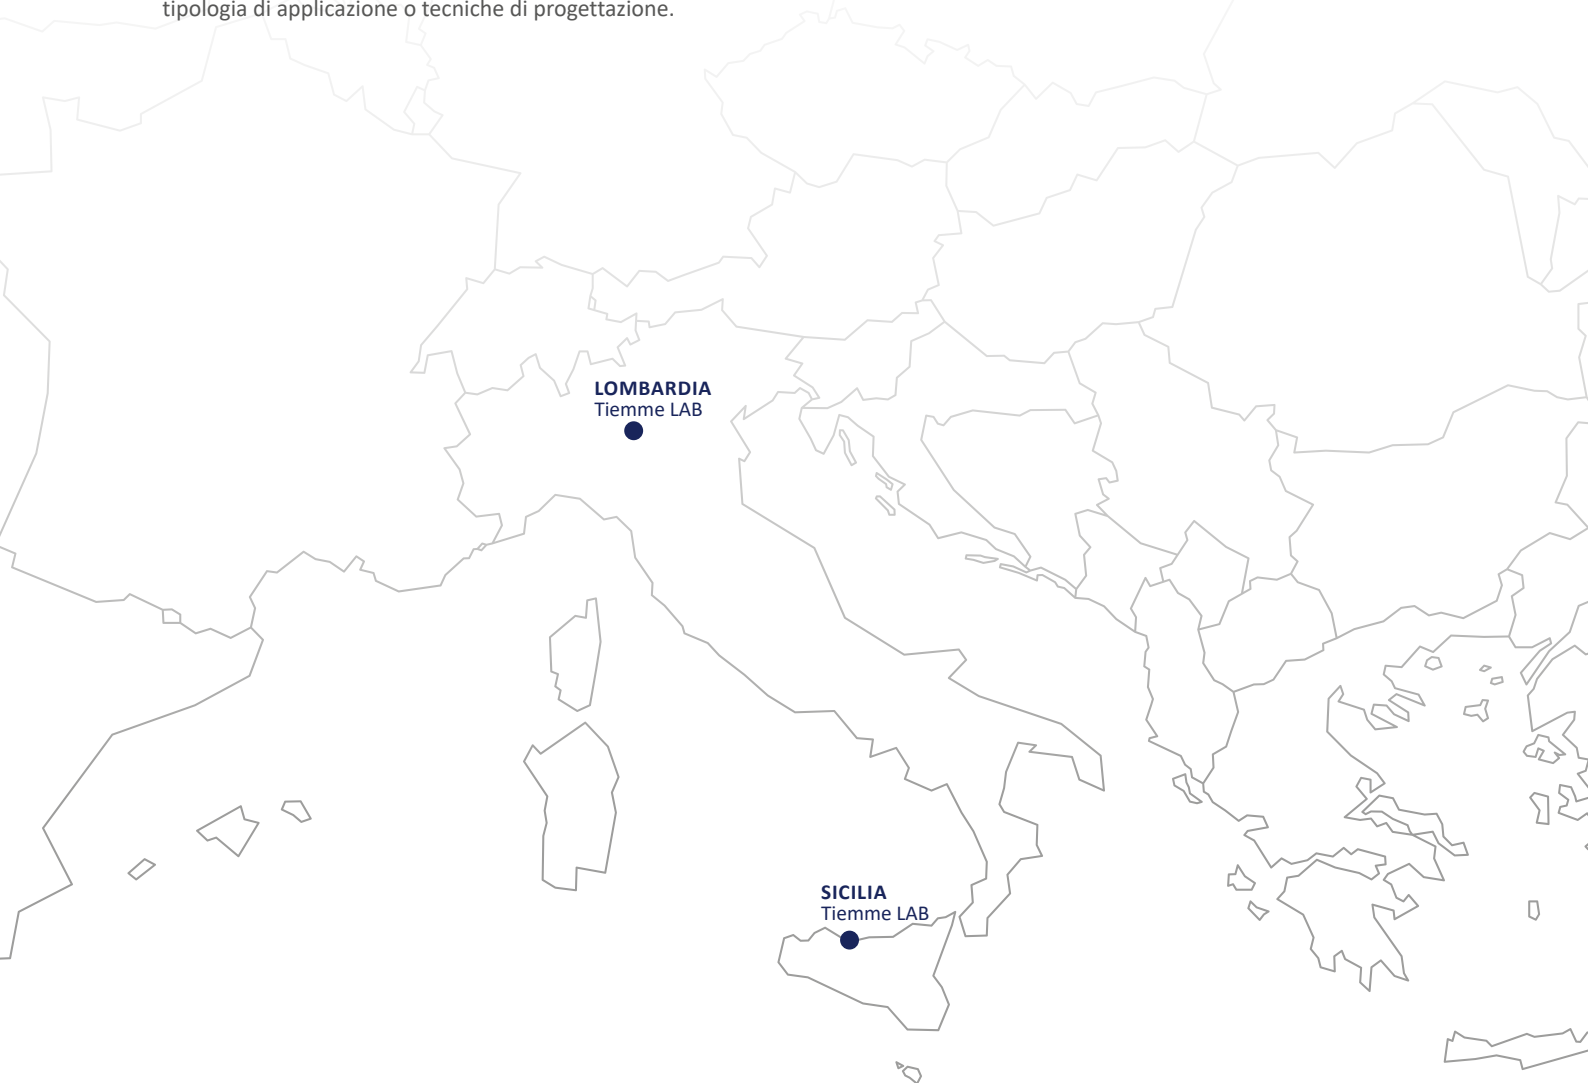 tipologia di applicazione o tecniche di progettazione.
LOMBARDIA
Tiemme LAB
SICILIA
Tiemme LAB